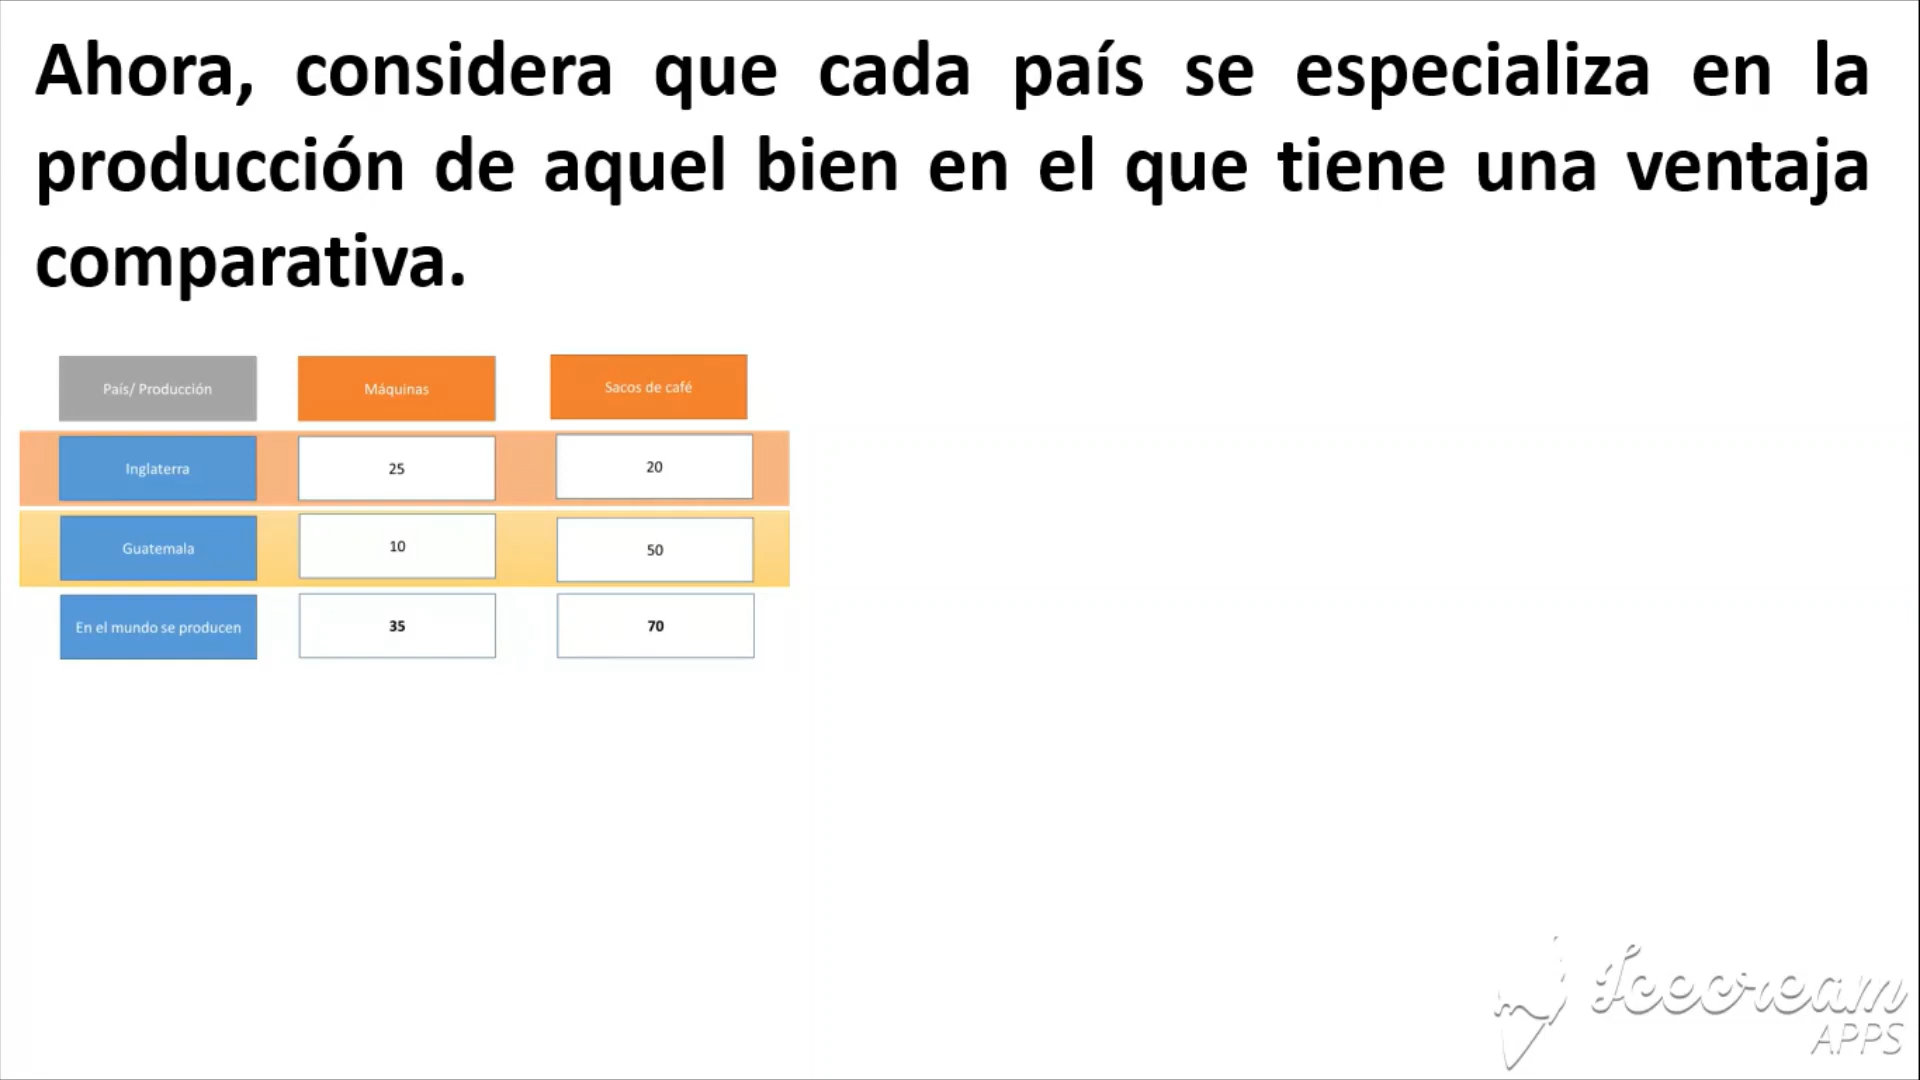 Ahora, considera que cada país se especializa en la
producción de aquel bien en el que tiene una ventaja
comparativa.
País/ Producción Máquinas Sacos de café
Inglaterra 25 20
Guatemala 10 50
En el mundo se producen 35 70
Icecream
APPS